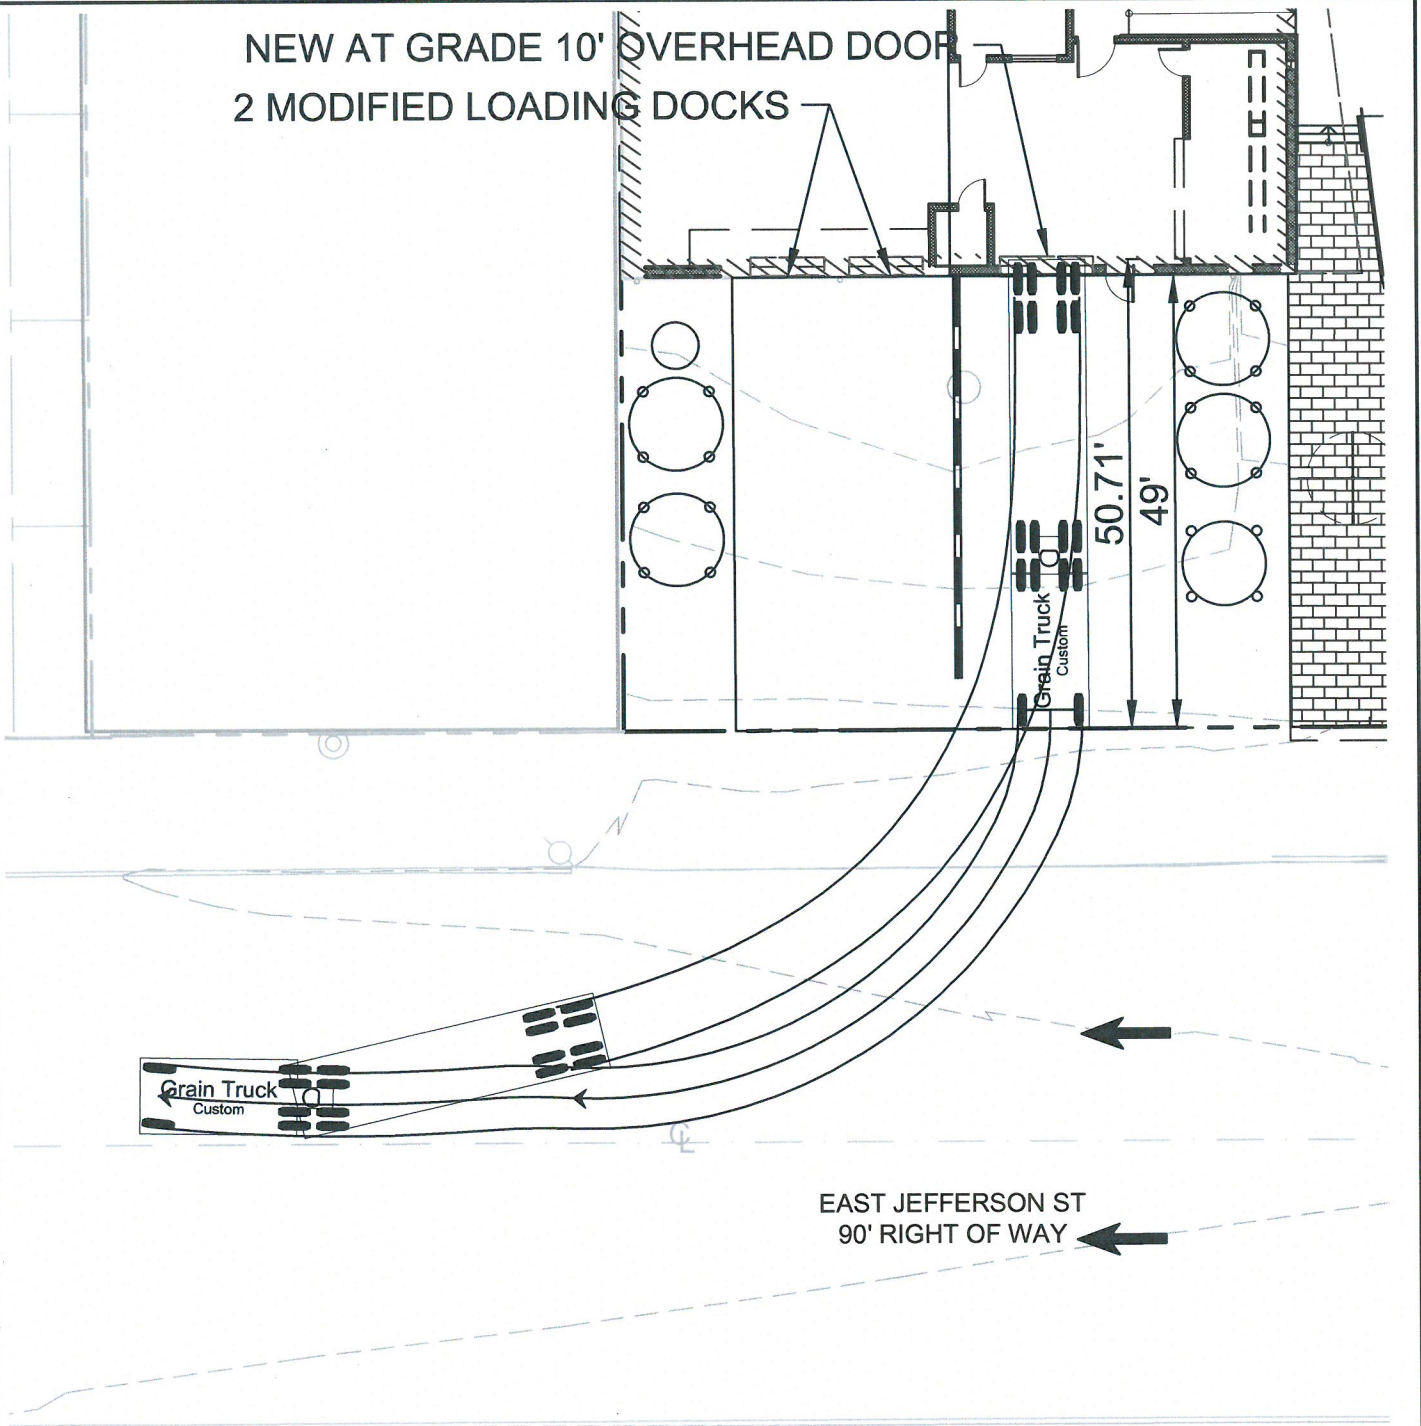 NEW AT GRADE 10' OVERHEAD DOOR
2 MODIFIED LOADING DOCKS
50.71'
49'
Grain Truck
Custom
Grain Truck
Custom
CL
EAST JEFFERSON ST
90' RIGHT OF WAY